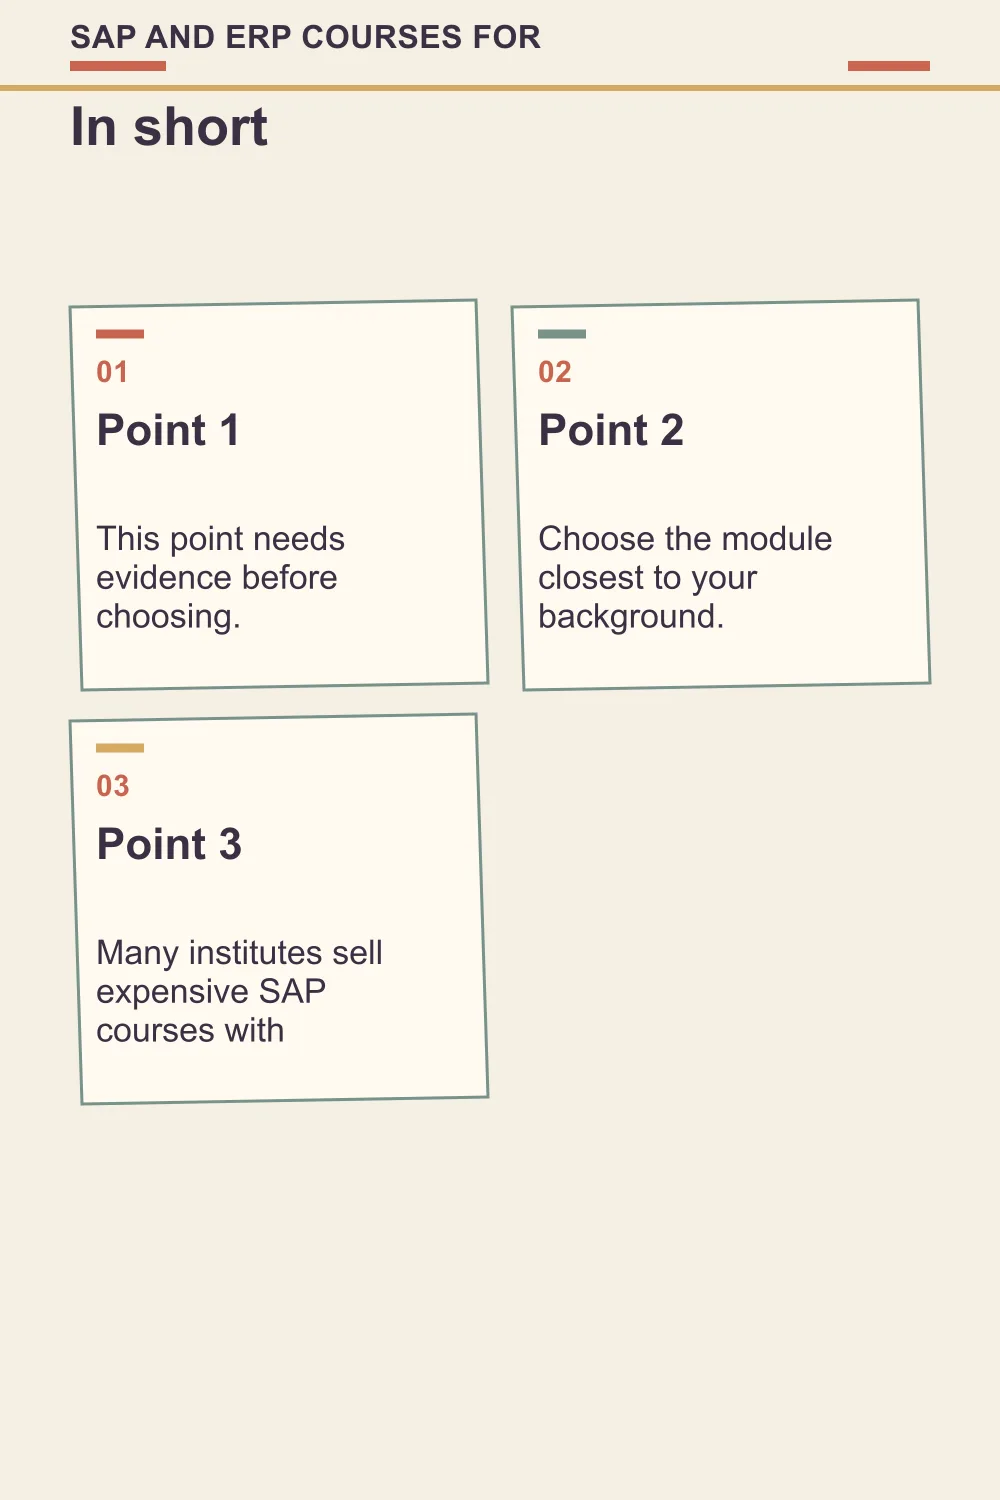 SAP AND ERP COURSES FOR
In short
01
Point 1
This point needs
evidence before
choosing.
02
Point 2
Choose the module
closest to your
background.
03
Point 3
Many institutes sell
expensive SAP
courses with